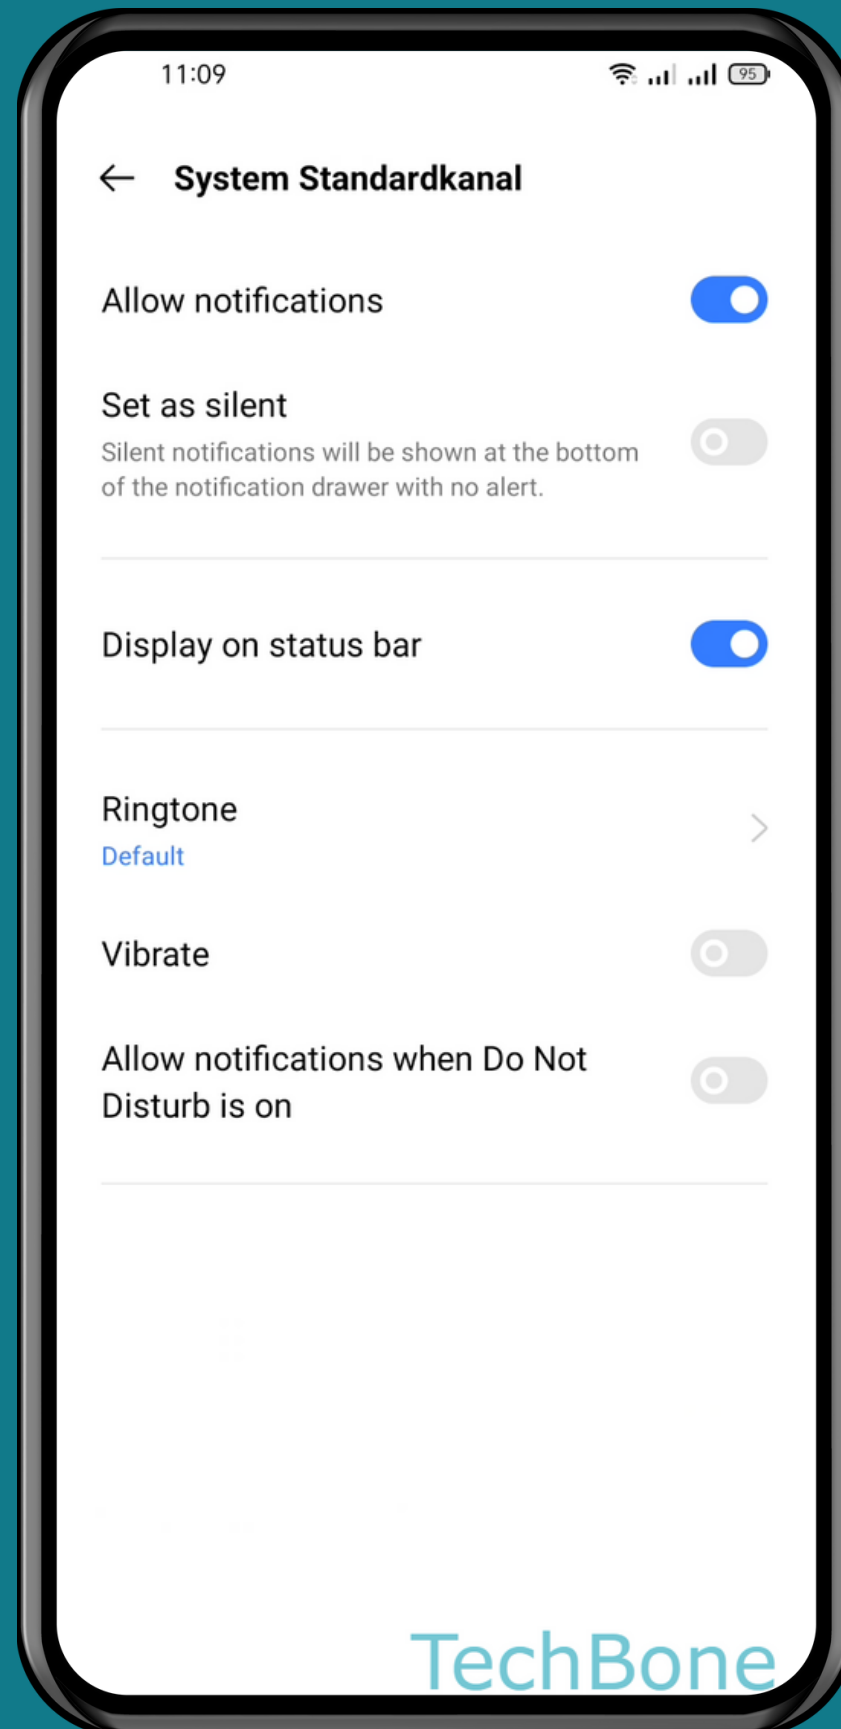 11:09
95
System Standardkanal
Allow notifications
Set as silent
Silent notifications will be shown at the bottom
of the notification drawer with no alert.
Display on status bar
Ringtone
Default
Vibrate
Allow notifications when Do Not
Disturb is on
TechBone